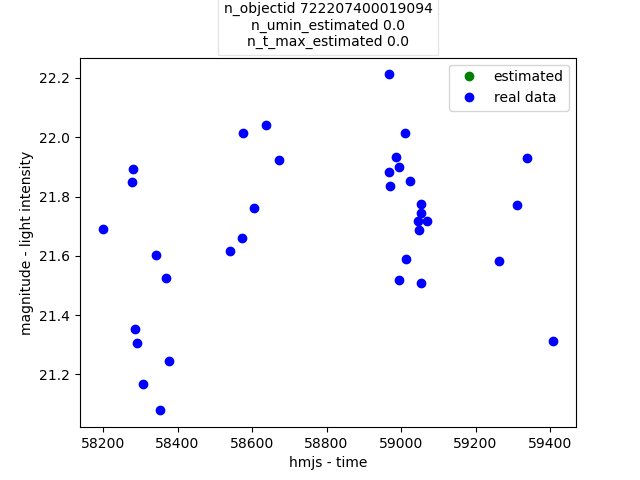 n_objectid 722207400019094
n_umin_estimated 0.0
n_t_max_estimated 0.0
estimated
real data
22.2
22.0
21.8
21.6
21.4
21.2
magnitude - light intensity
58200 58400 58600 58800 59000 59200 59400
hmjs - time